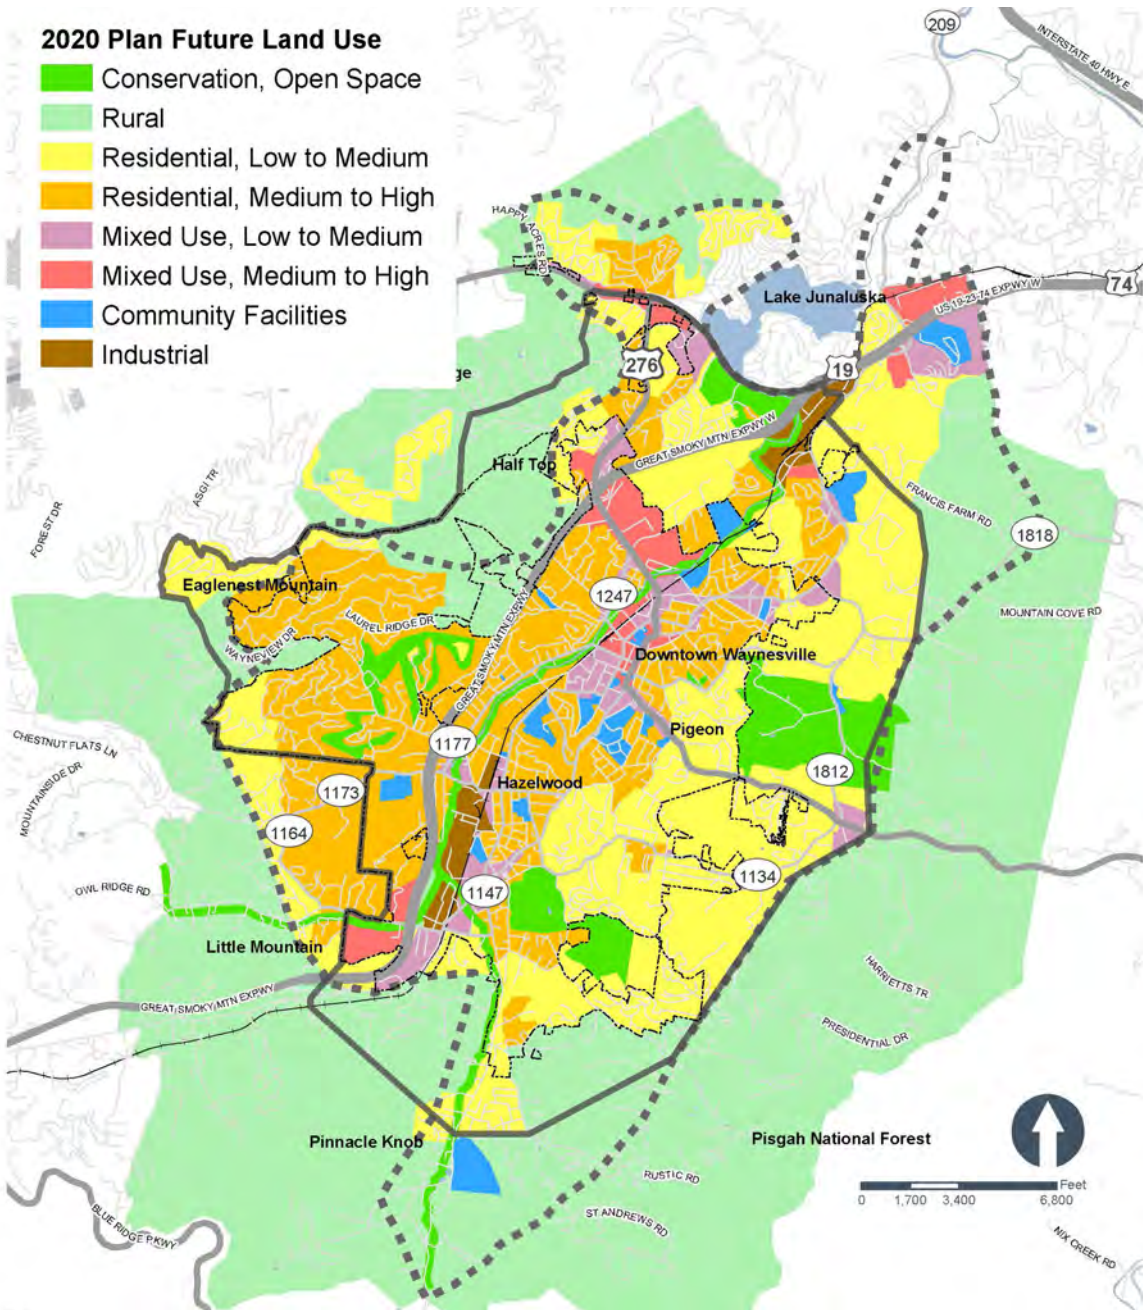 2020 Plan Future Land Use
Conservation, Open Space
Rural
Residential, Low to Medium
Residential, Medium to High
Mixed Use, Low to Medium
Mixed Use, Medium to High
Community Facilities
Industrial
209
INTERSTATE 40 HWY E
HAPPY ACRES RD
Lake Junaluska
US 19-23-74 EXPWY W
74
276
19
ge
GREAT SMOKY MTN EXPWY W
Half Top
ASGI TR
FOREST DR
FRANCIS FARM RD
1818
Eaglenest Mountain
1247
LAUREL RIDGE DR
MOUNTAIN COVE RD
WAYNEVIEW DR
GREAT SMOKY MTN EXPWY
Downtown Waynesville
Pigeon
CHESTNUT FLATS LN
1177
MOUNTAINSIDE DR
1812
Hazelwood
1173
1164
1134
OWL RIDGE RD
1147
Little Mountain
HARRIETTS TR
GREAT SMOKY MTN EXPWY
PRESIDENTIAL DR
Pinnacle Knob
Pisgah National Forest
RUSTIC RD
Feet
0 1,700 3,400 6,800
ST ANDREWS RD
BLUE RIDGE PKWY
NIX CREEK RD